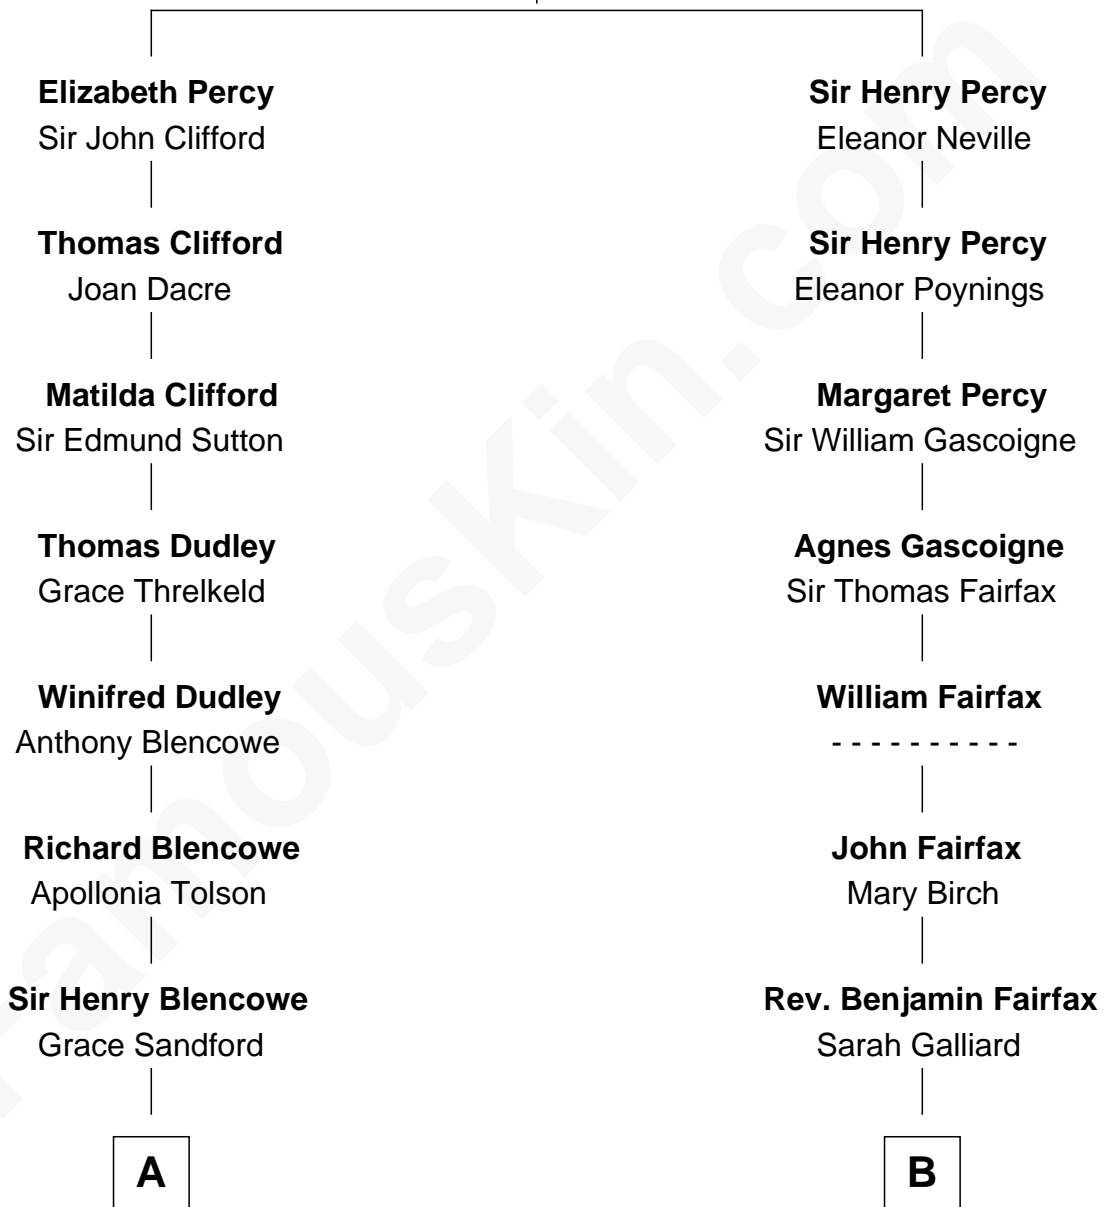 Elizabeth Percy
Sir John Clifford
Thomas Clifford
Joan Dacre
Matilda Clifford
Sir Edmund Sutton
Thomas Dudley
Grace Threlkeld
Winifred Dudley
Anthony Blencowe
Richard Blencowe
Apollonia Tolson
Sir Henry Blencowe
Grace Sandford
A
Sir Henry Percy
Eleanor Neville
Sir Henry Percy
Eleanor Poynings
Margaret Percy
Sir William Gascoigne
Agnes Gascoigne
Sir Thomas Fairfax
William Fairfax
- - - - - - - - - -
John Fairfax
Mary Birch
Rev. Benjamin Fairfax
Sarah Galliard
B
FamousKin.com